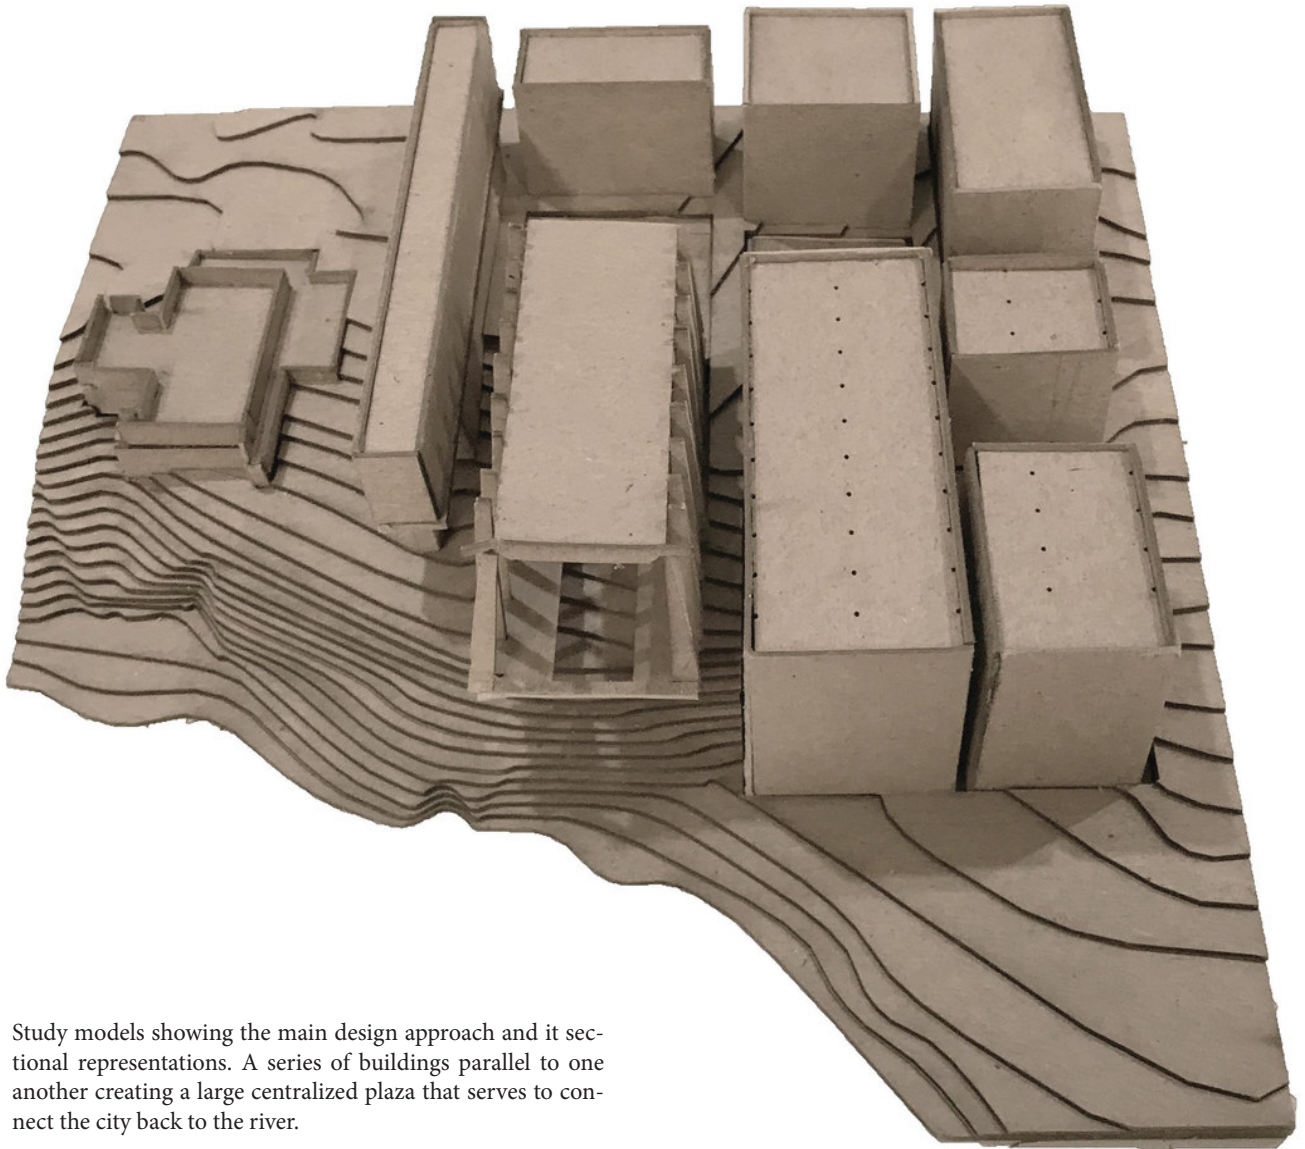 Study models showing the main design approach and it sec-
tional representations. A series of buildings parallel to one
another creating a large centralized plaza that serves to con-
nect the city back to the river.